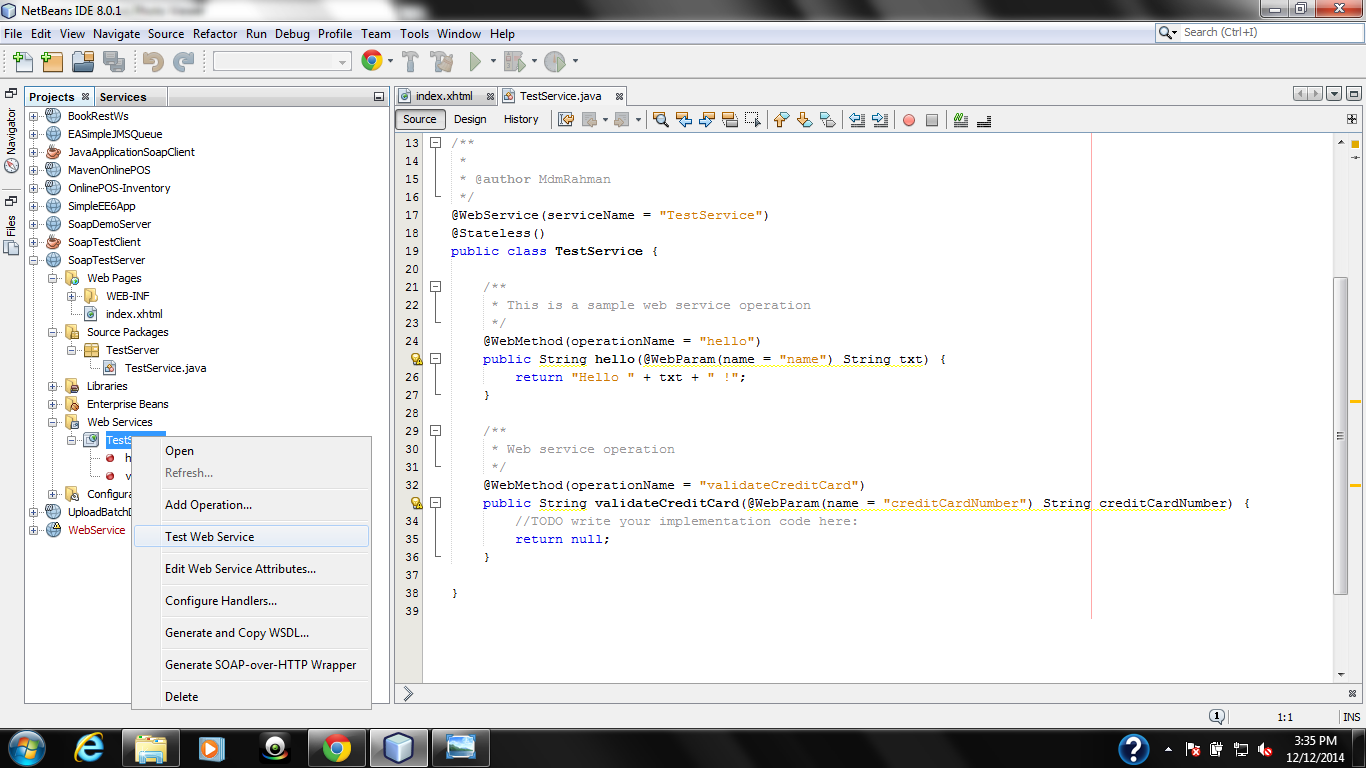 NetBeans IDE 8.0.1
File Edit View Navigate Source Refactor Run Debug Profile Team Tools Window Help
Search (Ctrl+I)
Projects Services
Navigator
Files
BookRestWs
EASimpleJMSQueue
JavaApplicationSoapClient
MavenOnlinePOS
OnlinePOS-Inventory
SimpleEE6App
SoapDemoServer
SoapTestClient
SoapTestServer
Web Pages
WEB-INF
index.xhtml
Source Packages
TestServer
TestService.java
Libraries
Enterprise Beans
Web Services
TestS
h
v
Configura
UploadBatch
WebService
Open
Refresh...
Add Operation...
Test Web Service
Edit Web Service Attributes...
Configure Handlers...
Generate and Copy WSDL...
Generate SOAP-over-HTTP Wrapper
Delete
index.xhtml TestService.java
Source Design History
13 /**
14 *
15 * @author MdmRahman
16 */
17 @WebService(serviceName = "TestService")
18 @Stateless()
19 public class TestService {
20
21 /**
22 * This is a sample web service operation
23 */
24 @WebMethod(operationName = "hello")
public String hello(@WebParam(name = "name") String txt) {
26 return "Hello " + txt + " !";
27 }
28
29 /**
30 * Web service operation
31 */
32 @WebMethod(operationName = "validateCreditCard")
public String validateCreditCard(@WebParam(name = "creditCardNumber") String creditCardNumber) {
34 //TODO write your implementation code here:
35 return null;
36 }
37
38 }
39
1 1:1 INS
3:35 PM
12/12/2014